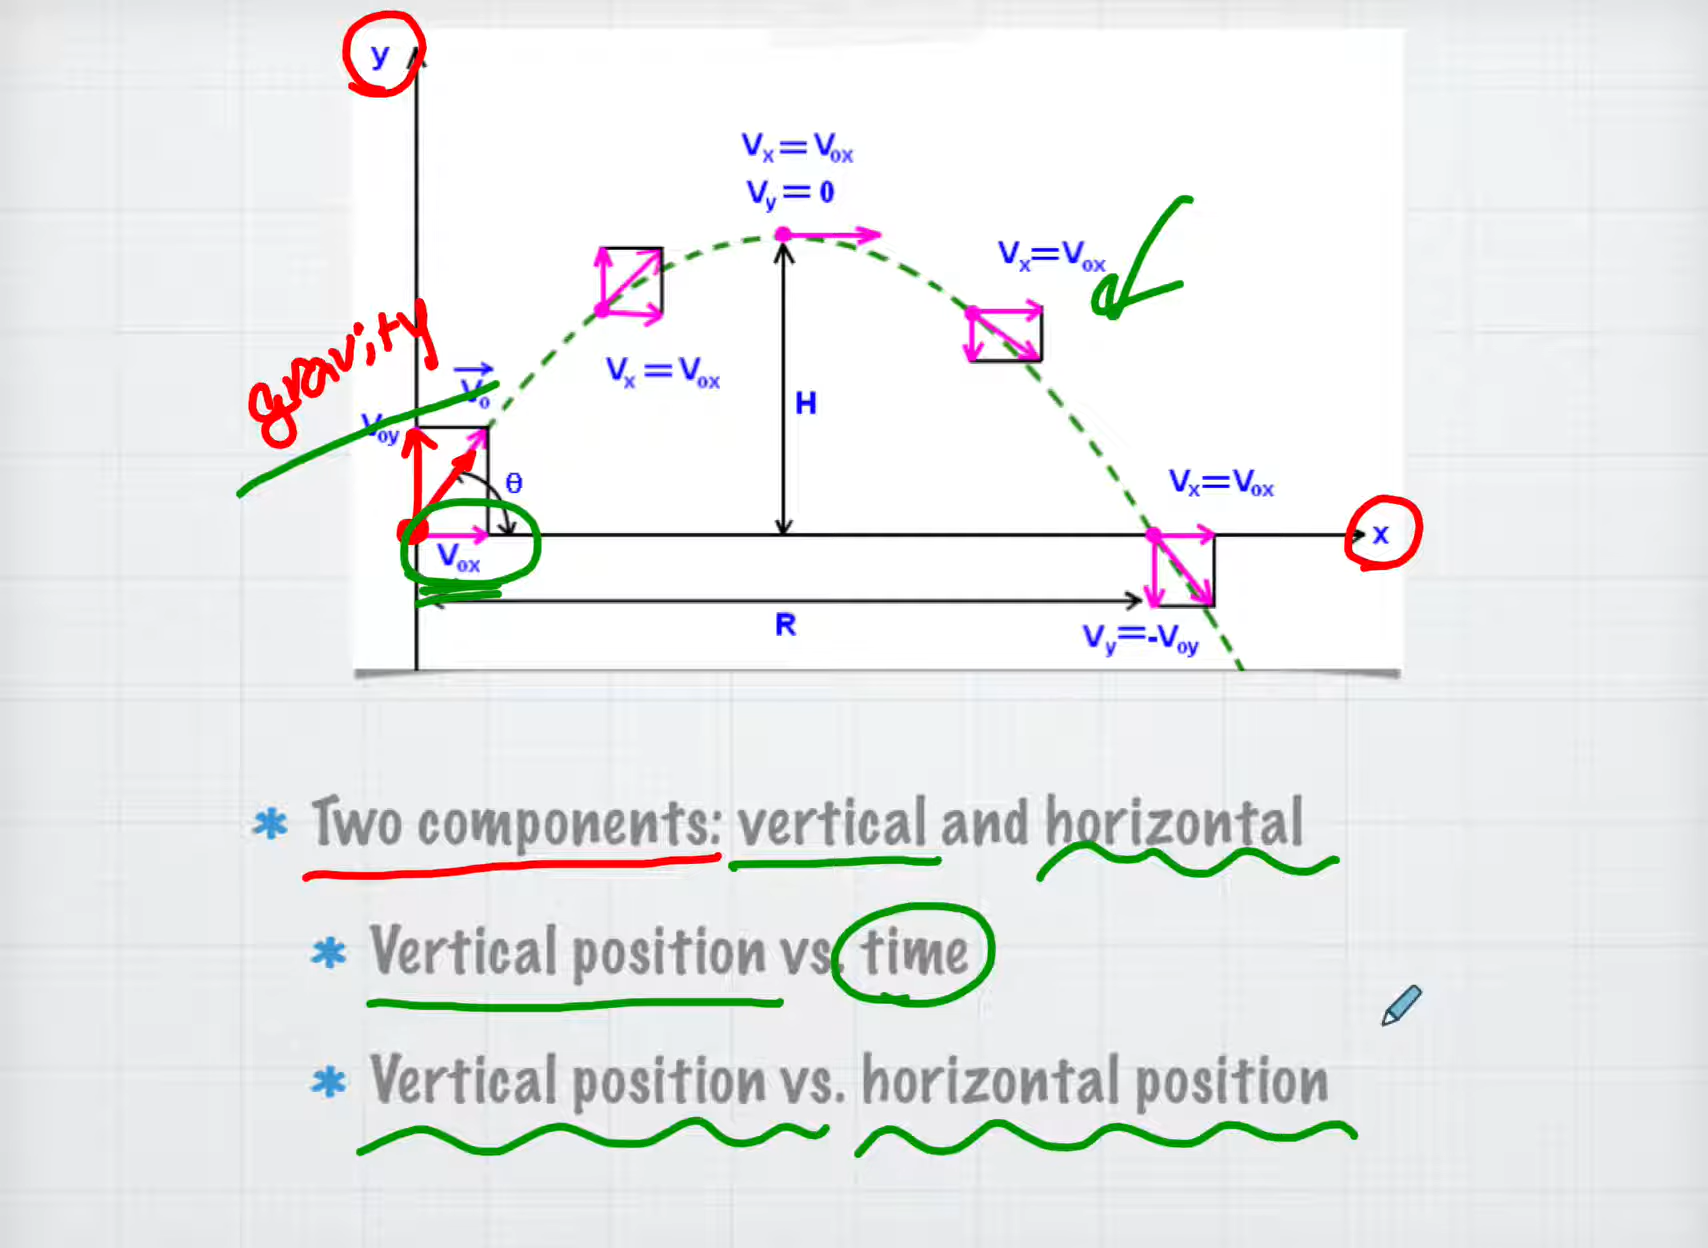 y
Vx = Vox
Vy = 0
Vx = Vox
gravity
Vx = Vox
Vo
H
Voy
θ
Vx = Vox
x
Vox
R
Vy = -Voy
* Two components: vertical and horizontal
* Vertical position vs. time
* Vertical position vs. horizontal position